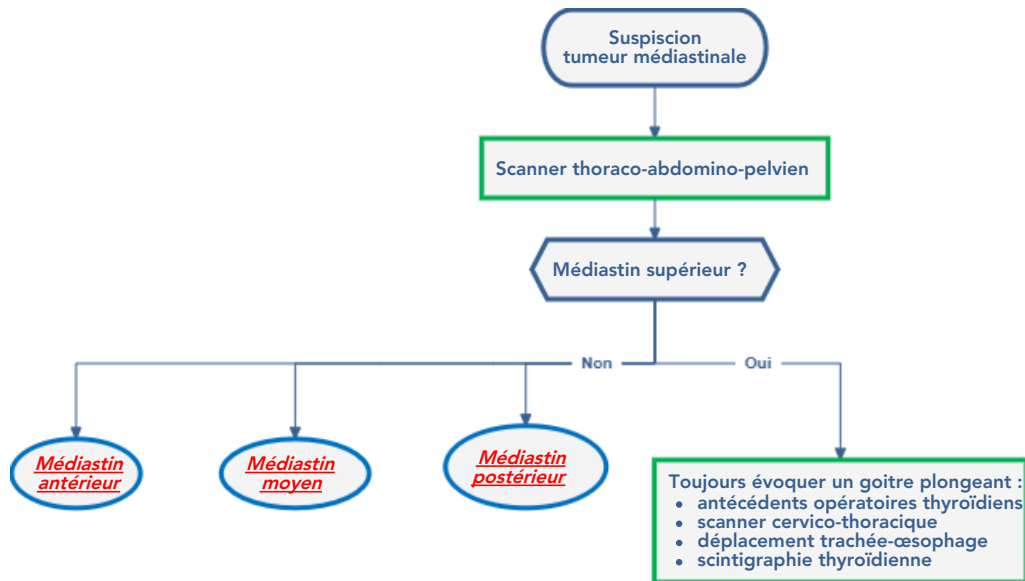 Suspiscion
tumeur médiastinale
Scanner thoraco-abdomino-pelvien
Médiastin supérieur ?
Non
Oui
Médiastin
antérieur
Médiastin
moyen
Médiastin
postérieur
Toujours évoquer un goitre plongeant :
• antécédents opératoires thyroïdiens
• scanner cervico-thoracique
• déplacement trachée-œsophage
• scintigraphie thyroïdienne